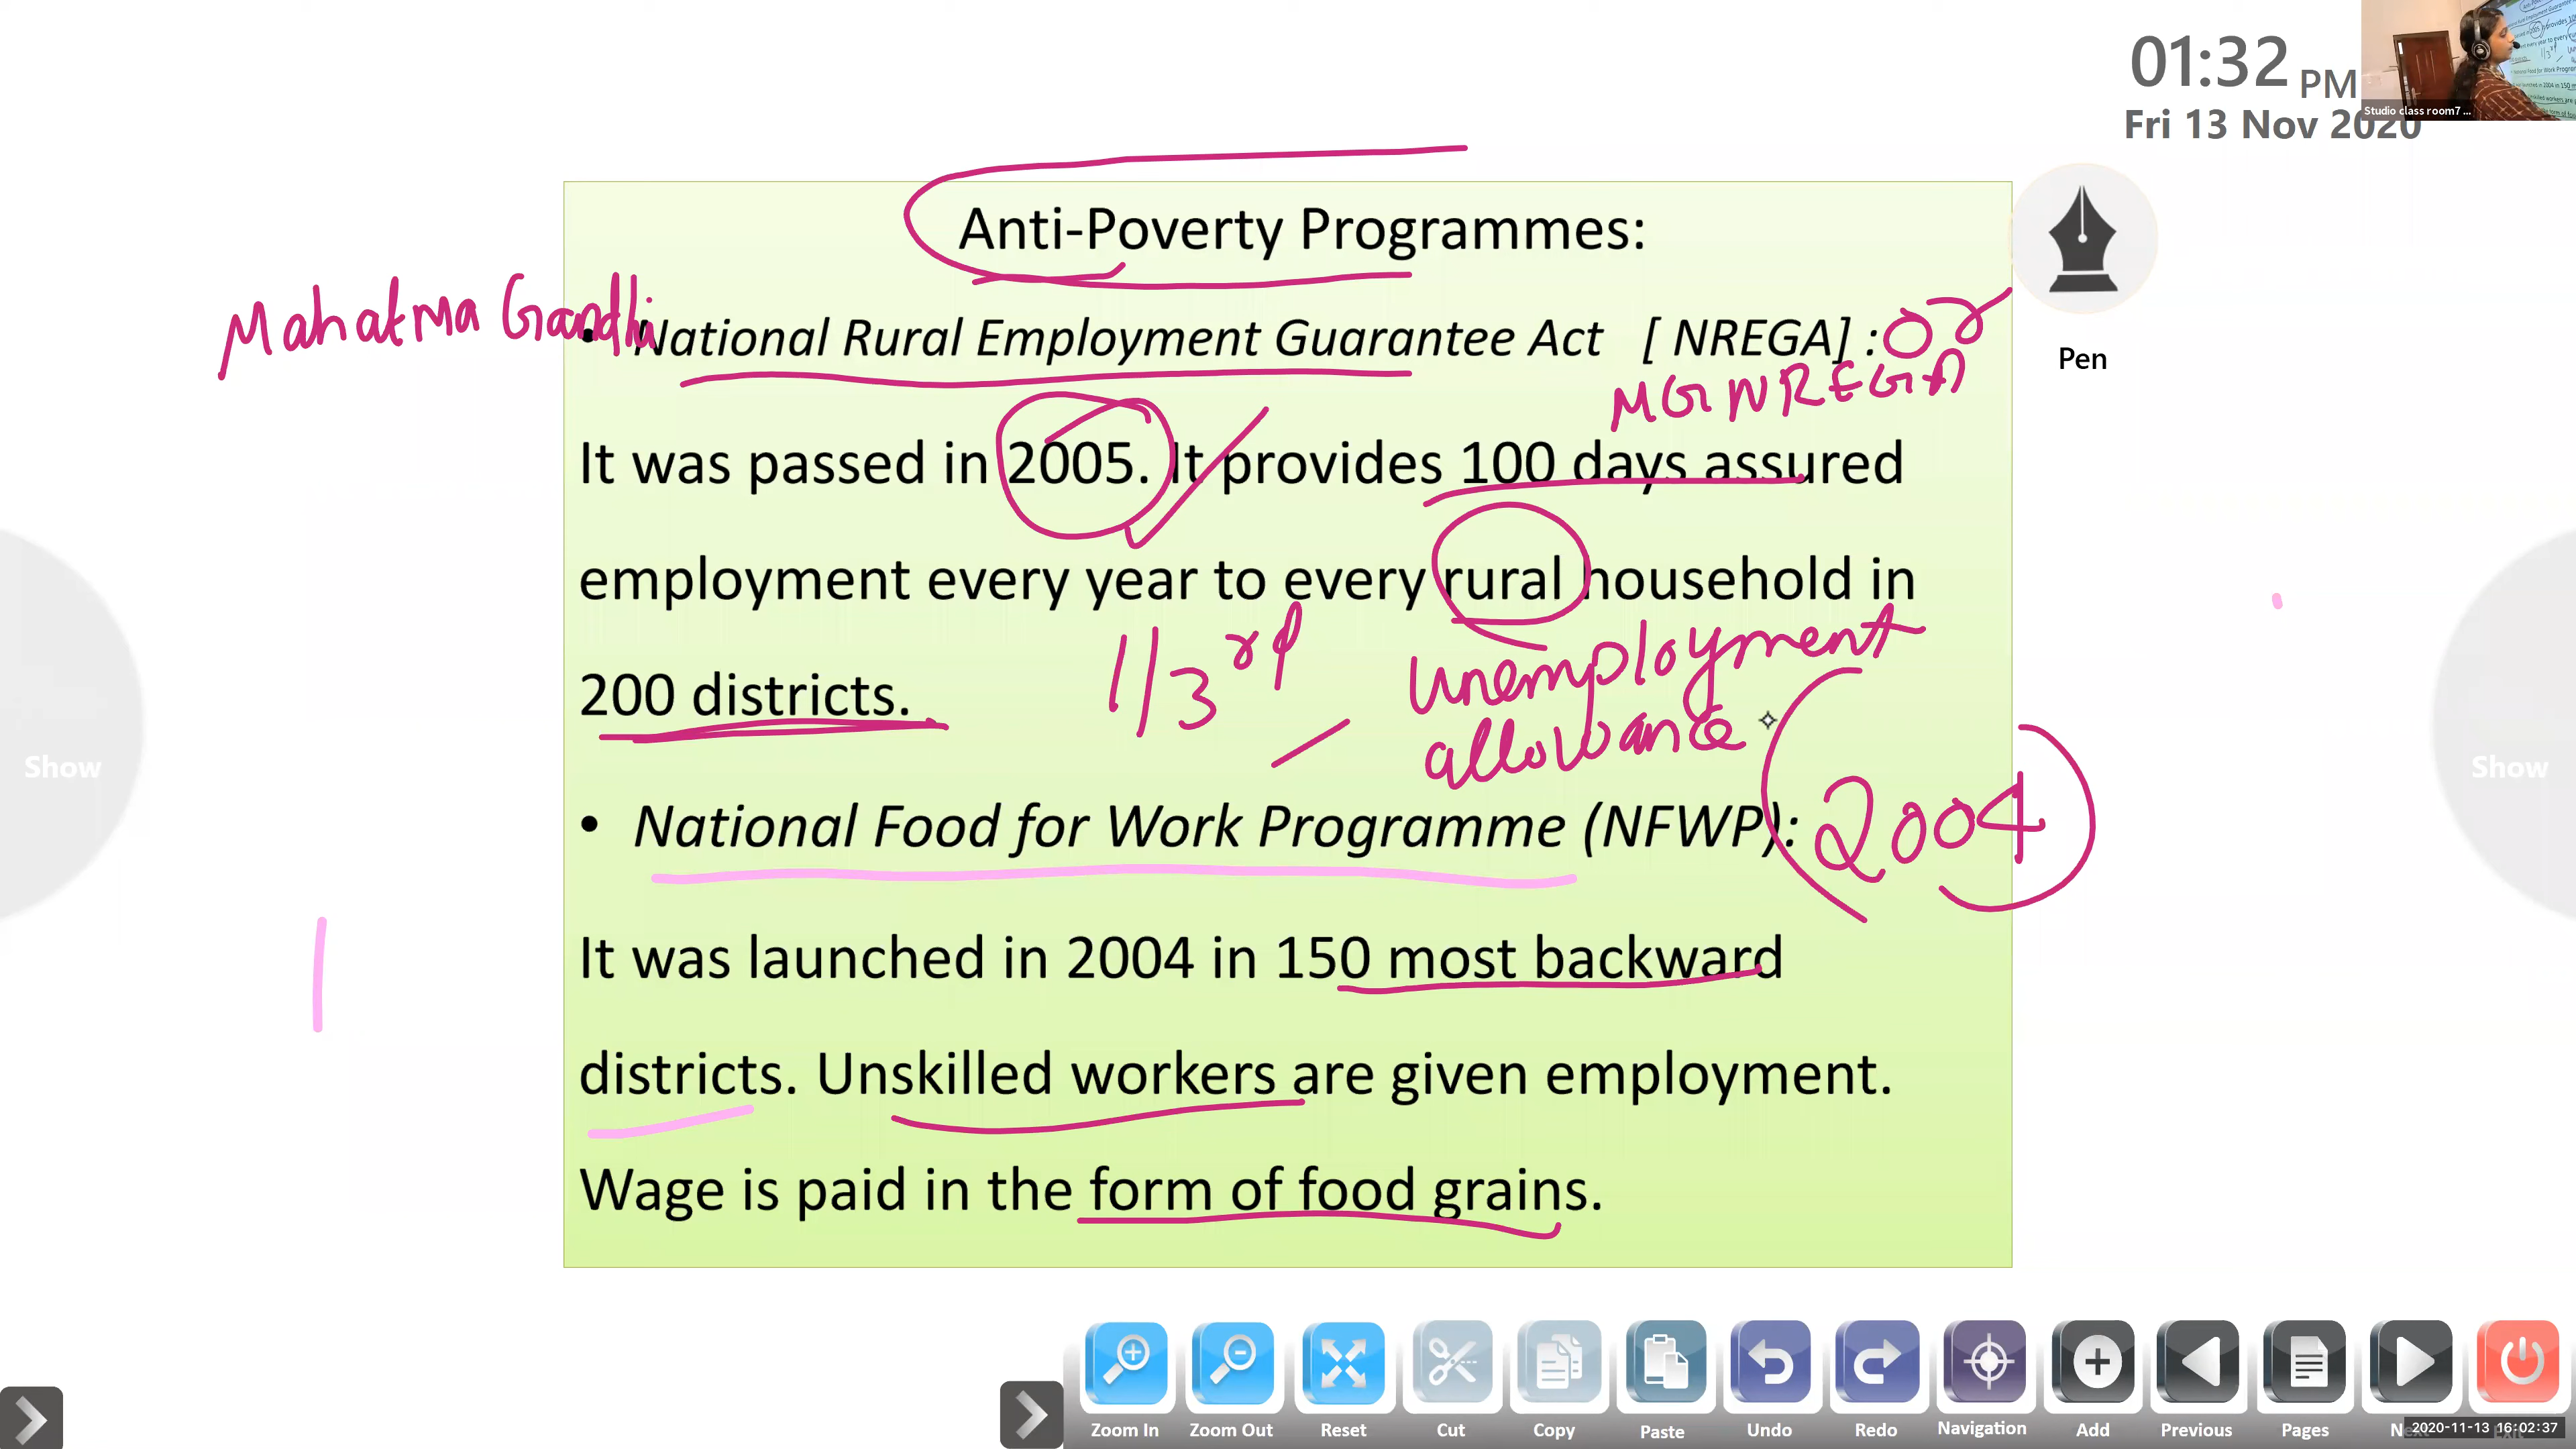 01:32 PM
Fri 13 Nov 2020
Studio class room7 ...
Anti-Poverty Programmes:
Mahatma Gandhi
• National Rural Employment Guarantee Act [ NREGA] : Or
MGNREGA
Pen
It was passed in 2005. It provides 100 days assured
employment every year to every rural household in
200 districts.
1/3rd
unemployment
allowance
Show
Show
• National Food for Work Programme (NFWP): 2004
It was launched in 2004 in 150 most backward
districts. Unskilled workers are given employment.
Wage is paid in the form of food grains.
Zoom In Zoom Out Reset Cut Copy Paste Undo Redo Navigation Add Previous Pages
2020-11-13 16:02:37